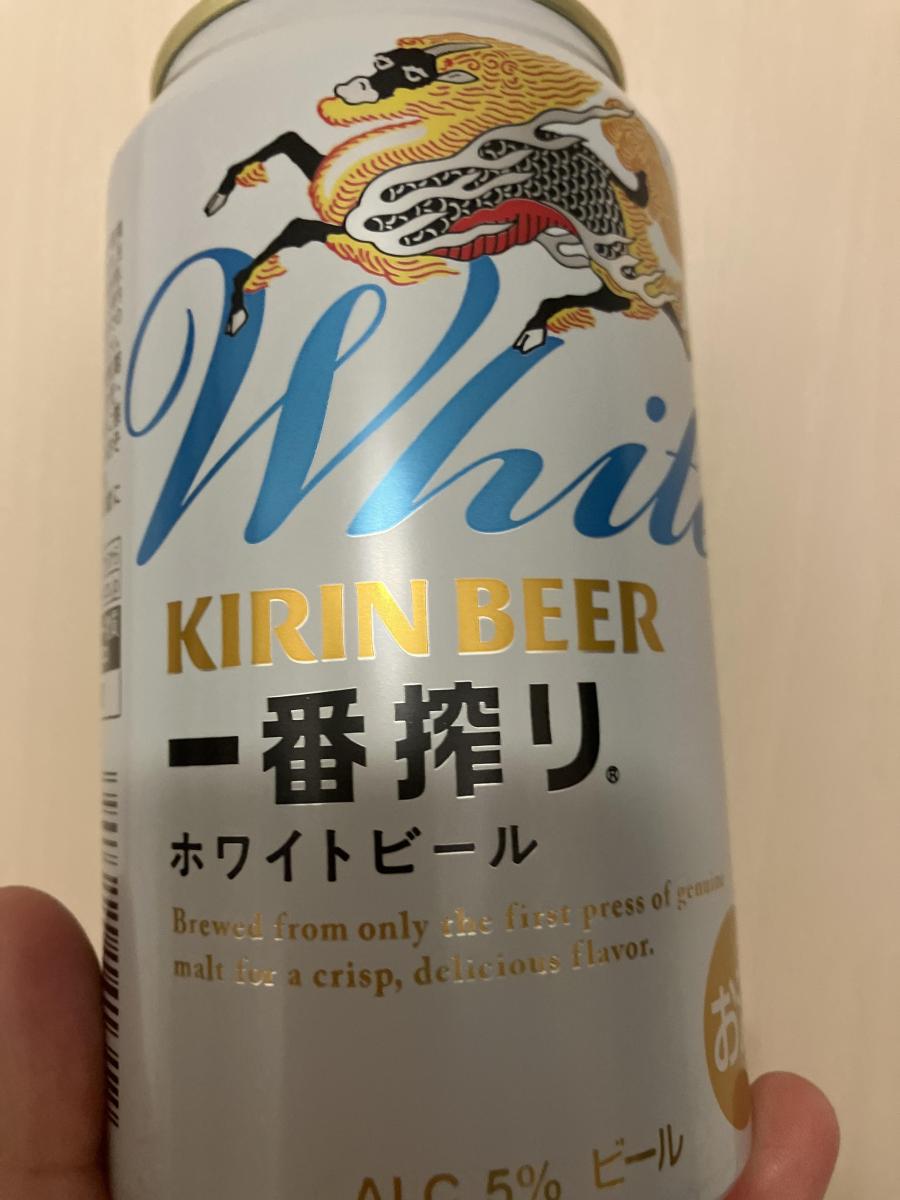 White
KIRIN BEER
一番搾り®
ホワイトビール
Brewed from only the first press of genuine
malt for a crisp, delicious flavor.
ALC.5% ビール